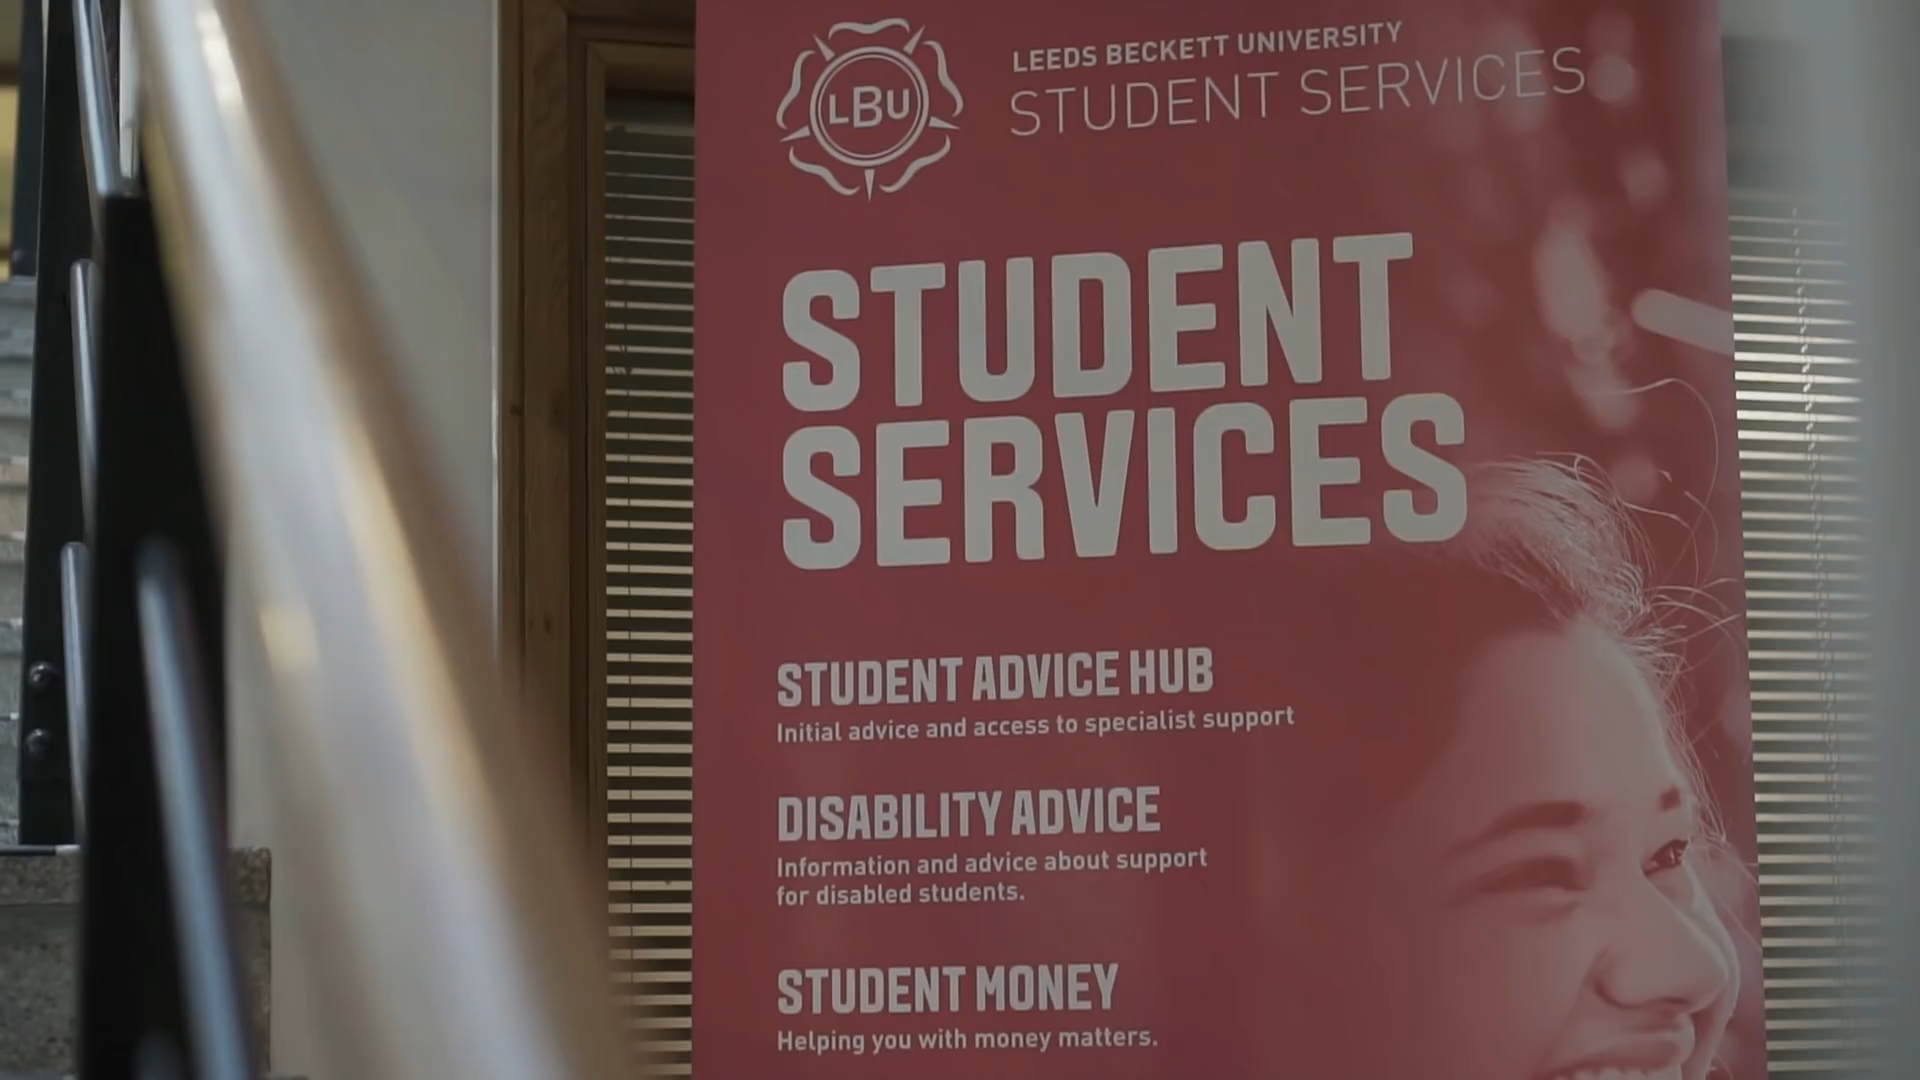 LBU
LEEDS BECKETT UNIVERSITY
STUDENT SERVICES
STUDENT
SERVICES
STUDENT ADVICE HUB
Initial advice and access to specialist support
DISABILITY ADVICE
Information and advice about support
for disabled students.
STUDENT MONEY
Helping you with money matters.